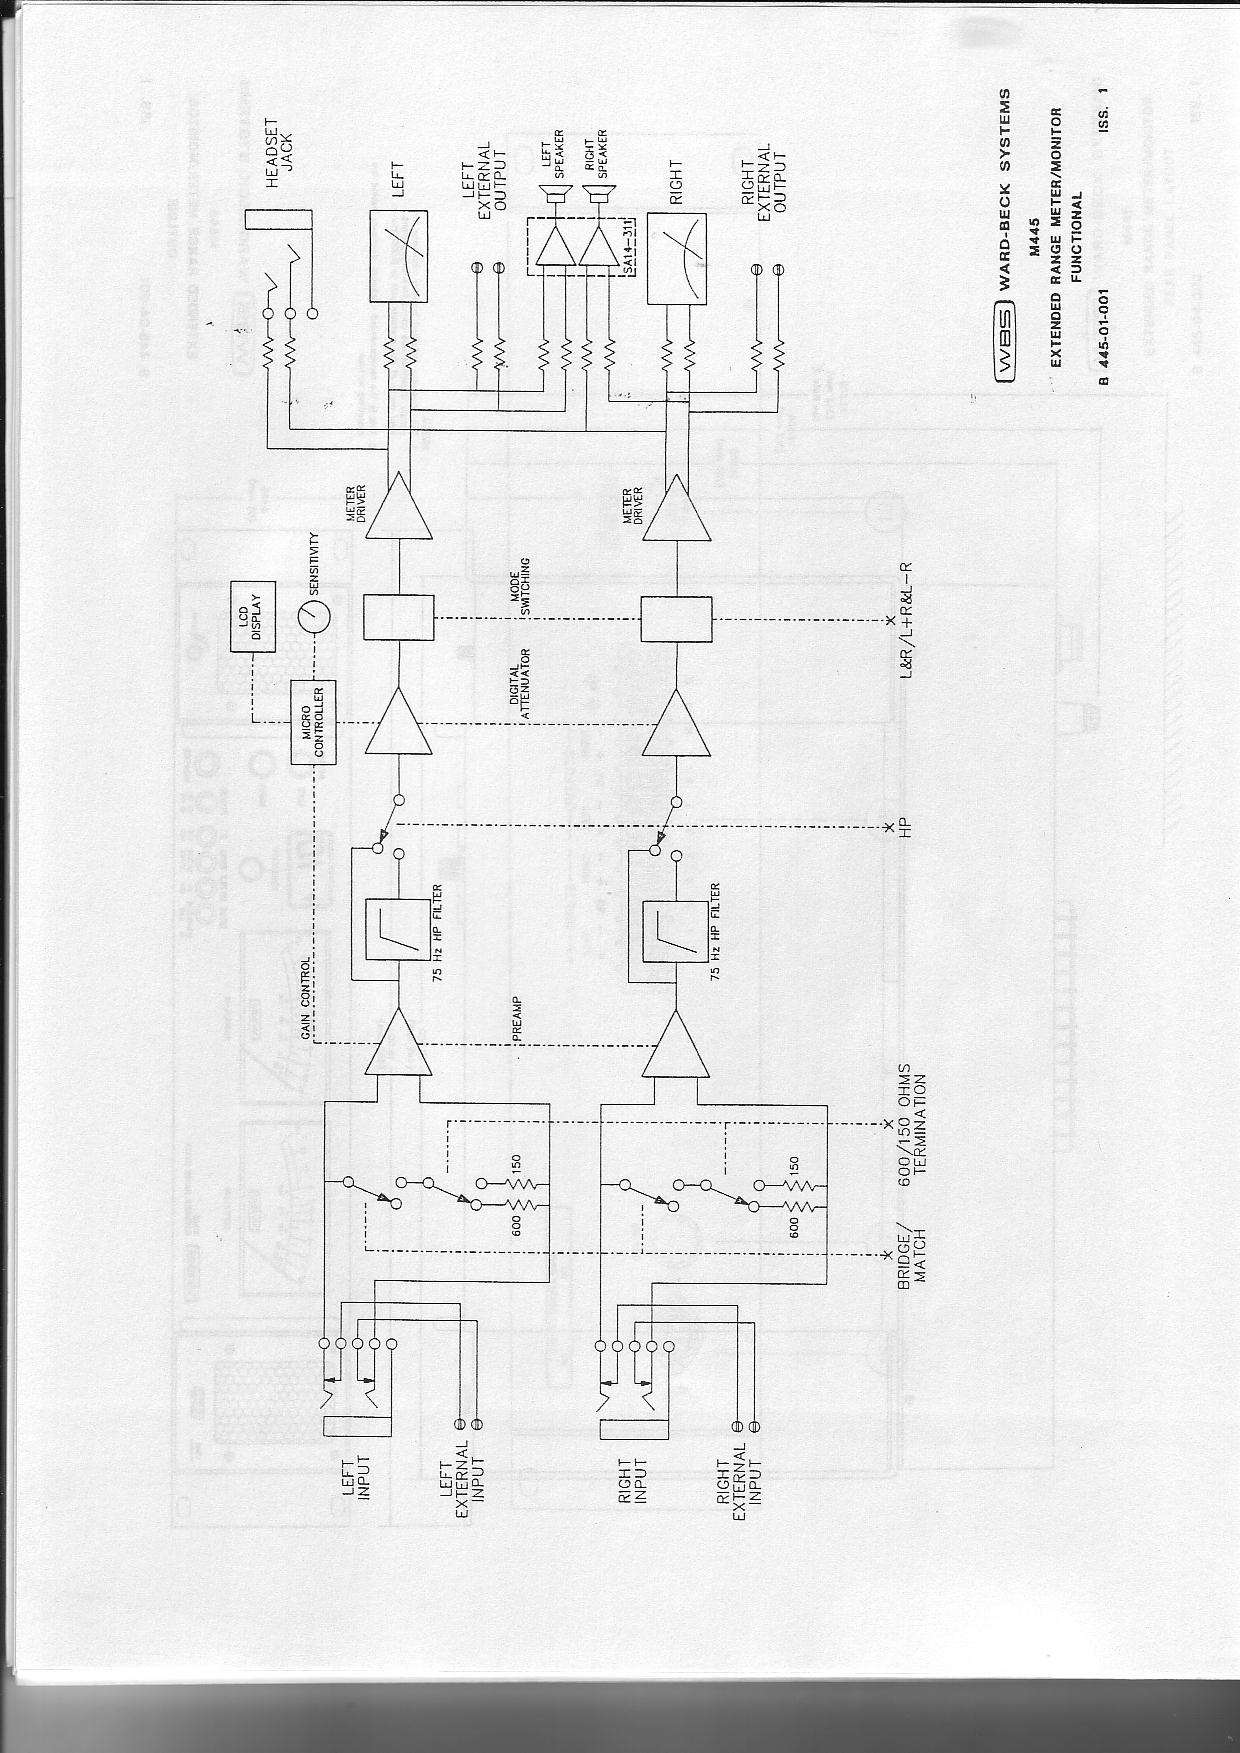 HEADSET
JACK
LEFT
LEFT
EXTERNAL
OUTPUT
LEFT
SPEAKER
RIGHT
SPEAKER
SA14-311
RIGHT
RIGHT
EXTERNAL
OUTPUT
METER
DRIVER
METER
DRIVER
LCD
DISPLAY
SENSITIVITY
MICRO
CONTROLLER
MODE
SWITCHING
DIGITAL
ATTENUATOR
L&R/L+R&L-R
HP
GAIN CONTROL
75 Hz HP FILTER
75 Hz HP FILTER
PREAMP
600/150 OHMS
TERMINATION
BRIDGE/
MATCH
150
600
150
600
LEFT
INPUT
LEFT
EXTERNAL
INPUT
RIGHT
INPUT
RIGHT
EXTERNAL
INPUT
WBS WARD-BECK SYSTEMS
M445
EXTENDED RANGE METER/MONITOR
FUNCTIONAL
B 445-01-001 ISS. 1